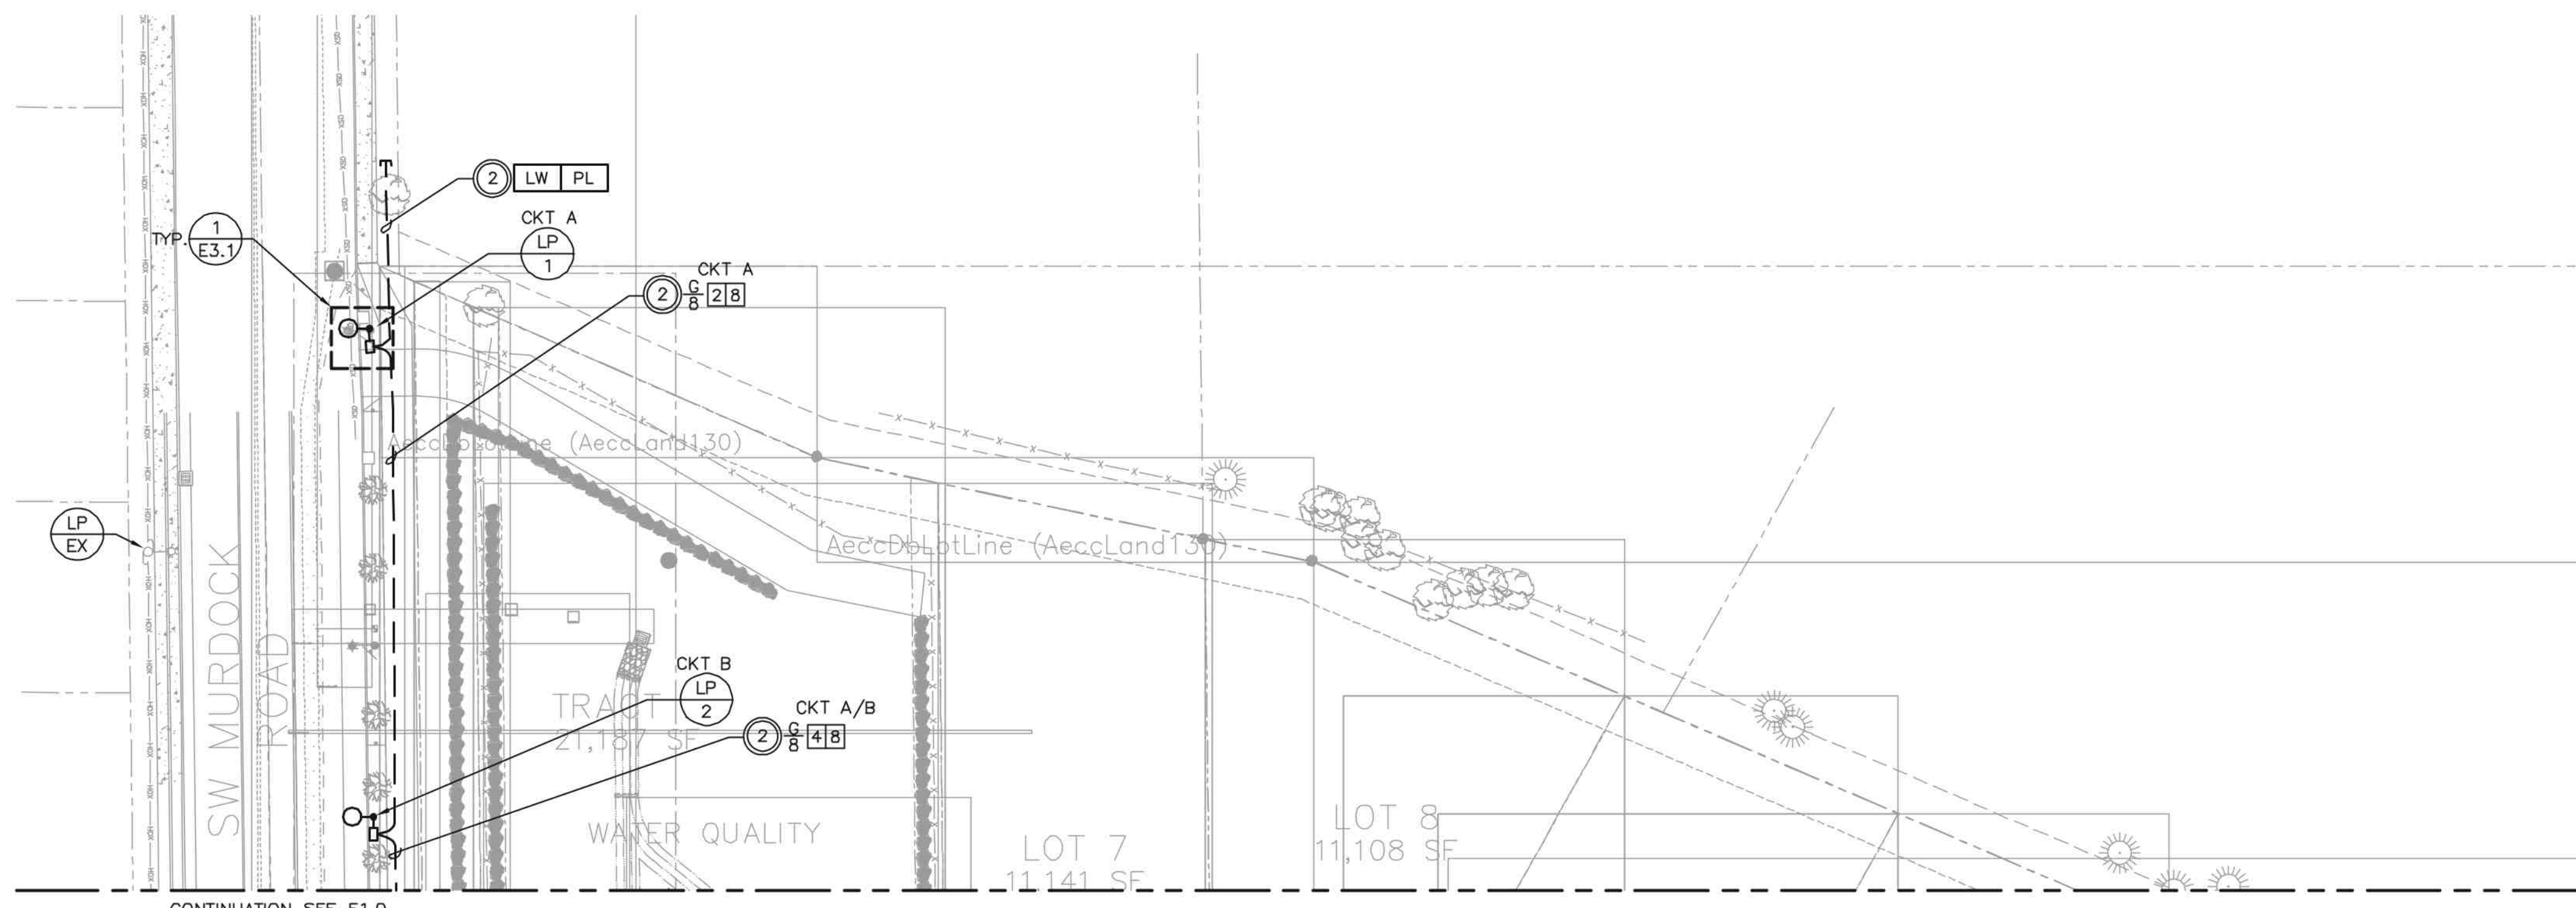 2 LW PL
CKT A
LP
1
TYP.
1
E3.1
CKT A
2 G 8 2 8
AeccDbLotLine (AeccLand130)
LP
EX
AeccDbLotLine (AeccLand130)
SW MURDOCK
ROAD
CKT B
LP
2
CKT A/B
2 G 8 4 8
TRACT
21,187 SF
WATER QUALITY
LOT 7
11,141 SF
LOT 8
11,108 SF
CONTINUATION SEE E1.0